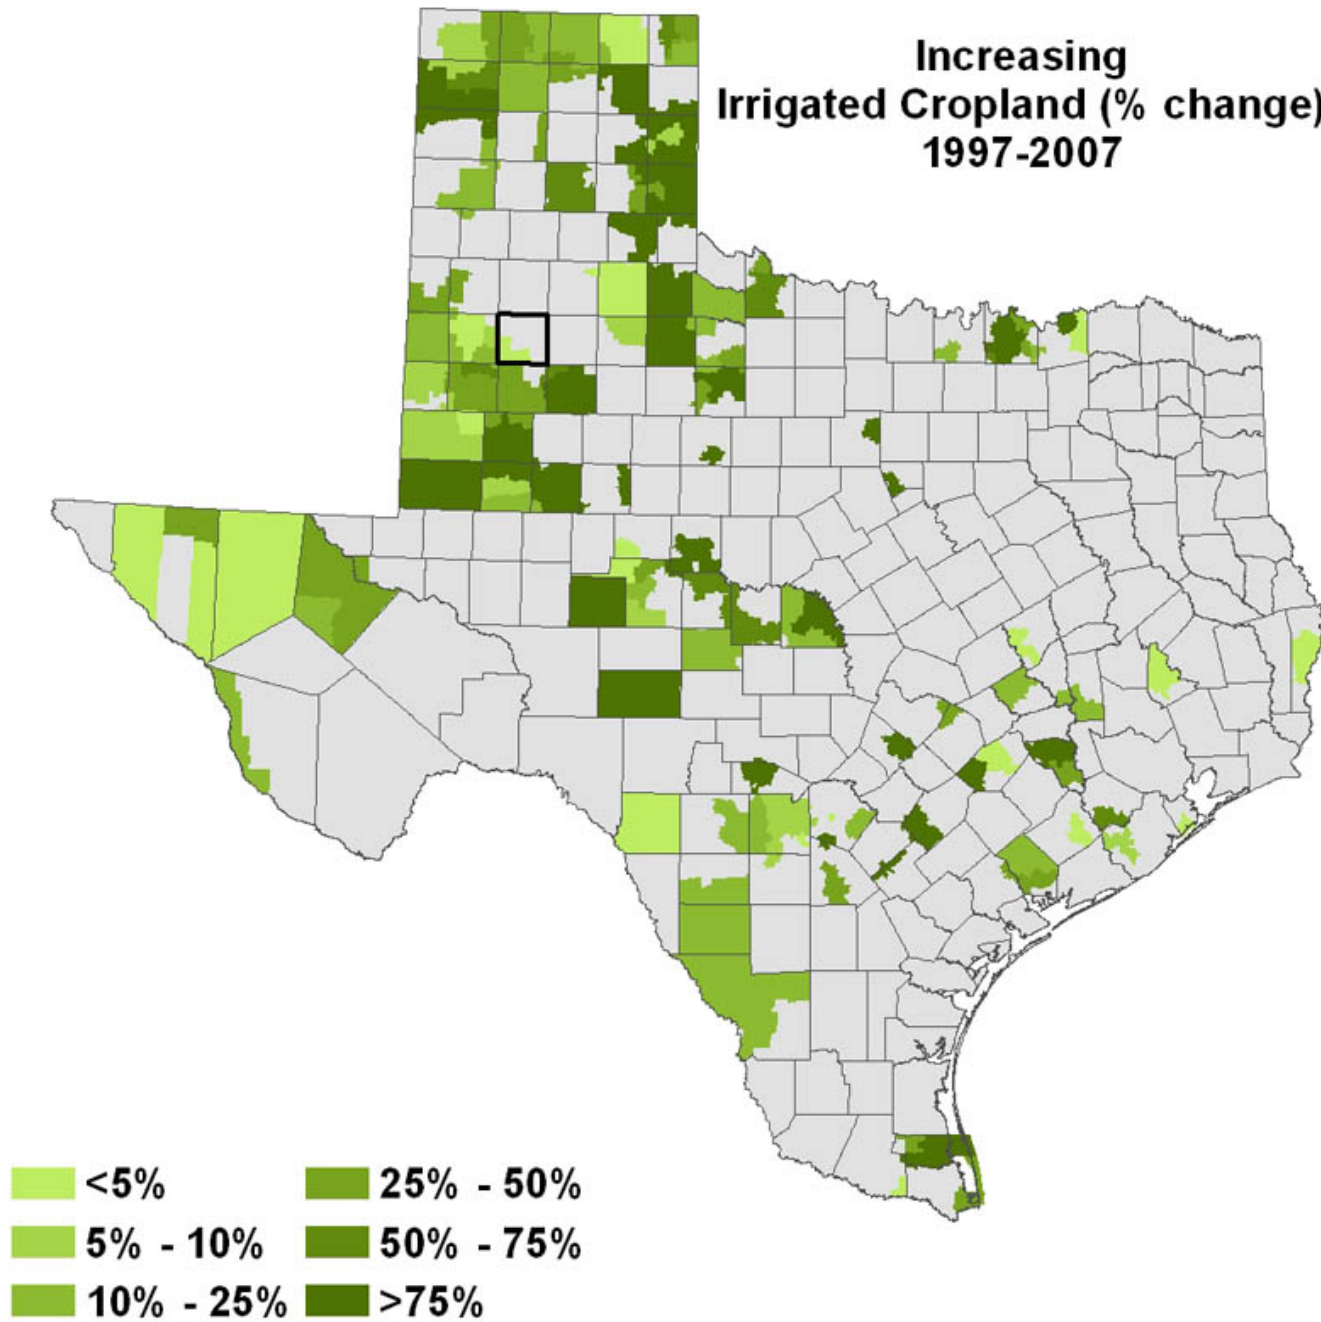 Increasing
Irrigated Cropland (% change)
1997-2007
<5%
25% - 50%
5% - 10%
50% - 75%
10% - 25%
>75%